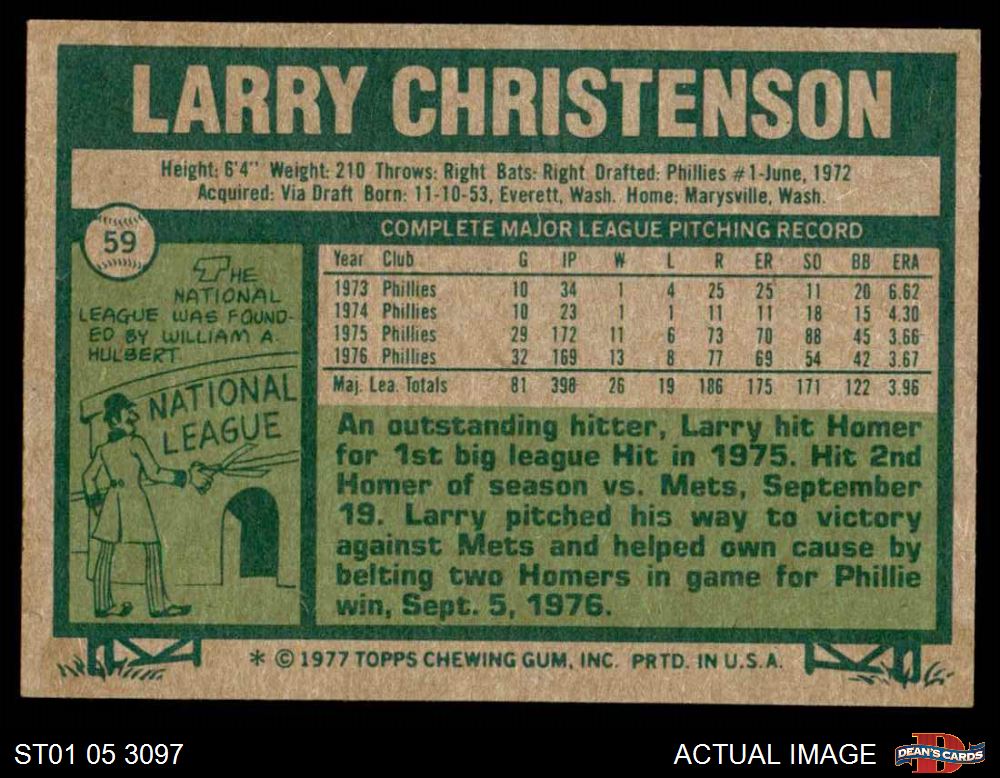 LARRY CHRISTENSON
Height: 6'4" Weight: 210 Throws: Right Bats: Right Drafted: Phillies #1-June, 1972
Acquired: Via Draft Born: 11-10-53, Everett, Wash. Home: Marysville, Wash.
59
THE
NATIONAL
LEAGUE WAS FOUND-
ED BY WILLIAM A.
HULBERT.
NATIONAL
LEAGUE
COMPLETE MAJOR LEAGUE PITCHING RECORD
Year Club G IP W L R ER SO BB ERA
1973 Phillies 10 34 1 4 25 25 11 20 6.62
1974 Phillies 10 23 1 1 11 11 18 15 4.30
1975 Phillies 29 172 11 6 73 70 88 45 3.66
1976 Phillies 32 169 13 8 77 69 54 42 3.67
Maj. Lea. Totals 81 398 26 19 186 175 171 122 3.96
An outstanding hitter, Larry hit Homer
for 1st big league Hit in 1975. Hit 2nd
Homer of season vs. Mets, September
19. Larry pitched his way to victory
against Mets and helped own cause by
belting two Homers in game for Phillie
win, Sept. 5, 1976.
* © 1977 TOPPS CHEWING GUM, INC. PRTD. IN U.S.A.
ST01 05 3097
ACTUAL IMAGE
DEAN'S CARDS